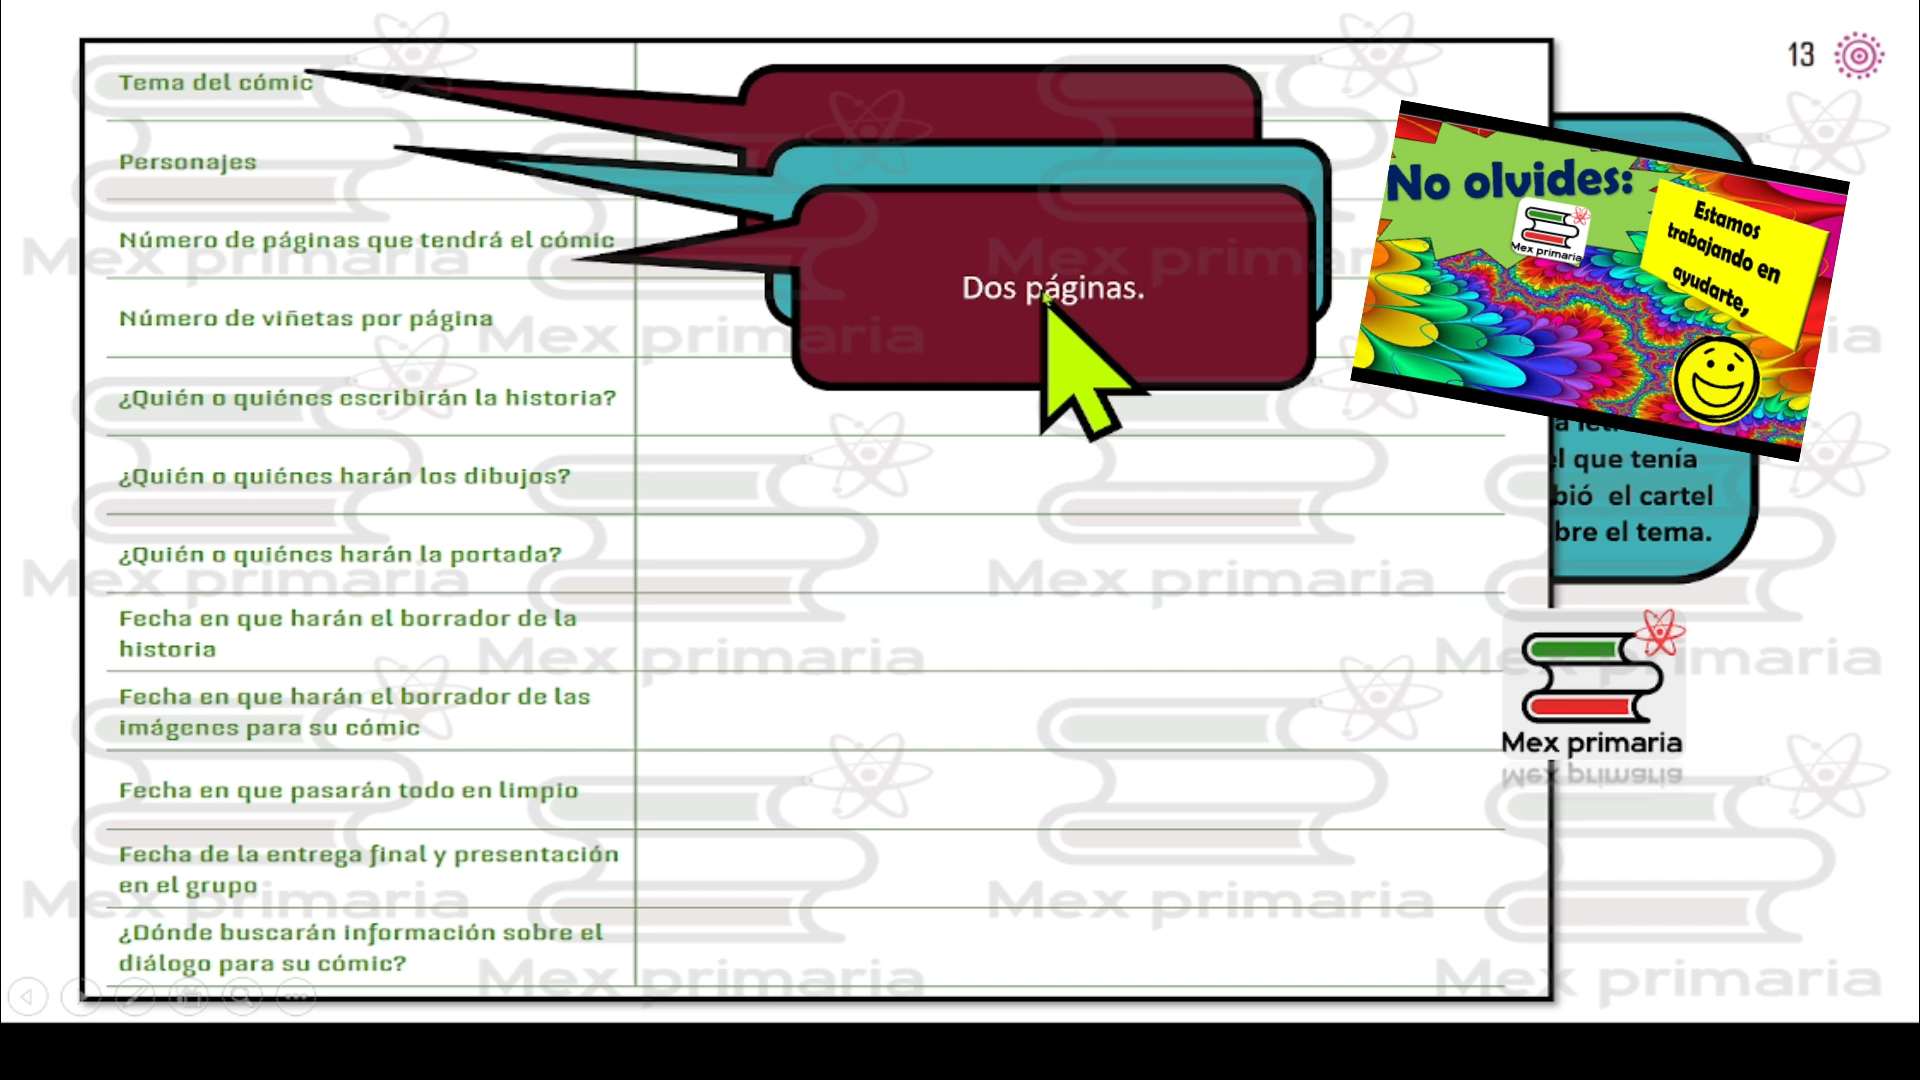 13
Tema del cómic
Personajes
Número de páginas que tendrá el cómic
Dos páginas.
Número de viñetas por página
¿Quién o quiénes escribirán la historia?
¿Quién o quiénes harán los dibujos?
¿Quién o quiénes harán la portada?
Fecha en que harán el borrador de la
historia
Fecha en que harán el borrador de las
imágenes para su cómic
Fecha en que pasarán todo en limpio
Fecha de la entrega final y presentación
en el grupo
¿Dónde buscarán información sobre el
diálogo para su cómic?
No olvides:
Mex primaria
Estamos
trabajando en
ayudarte,
el que tenía
bió el cartel
bre el tema.
Mex primaria